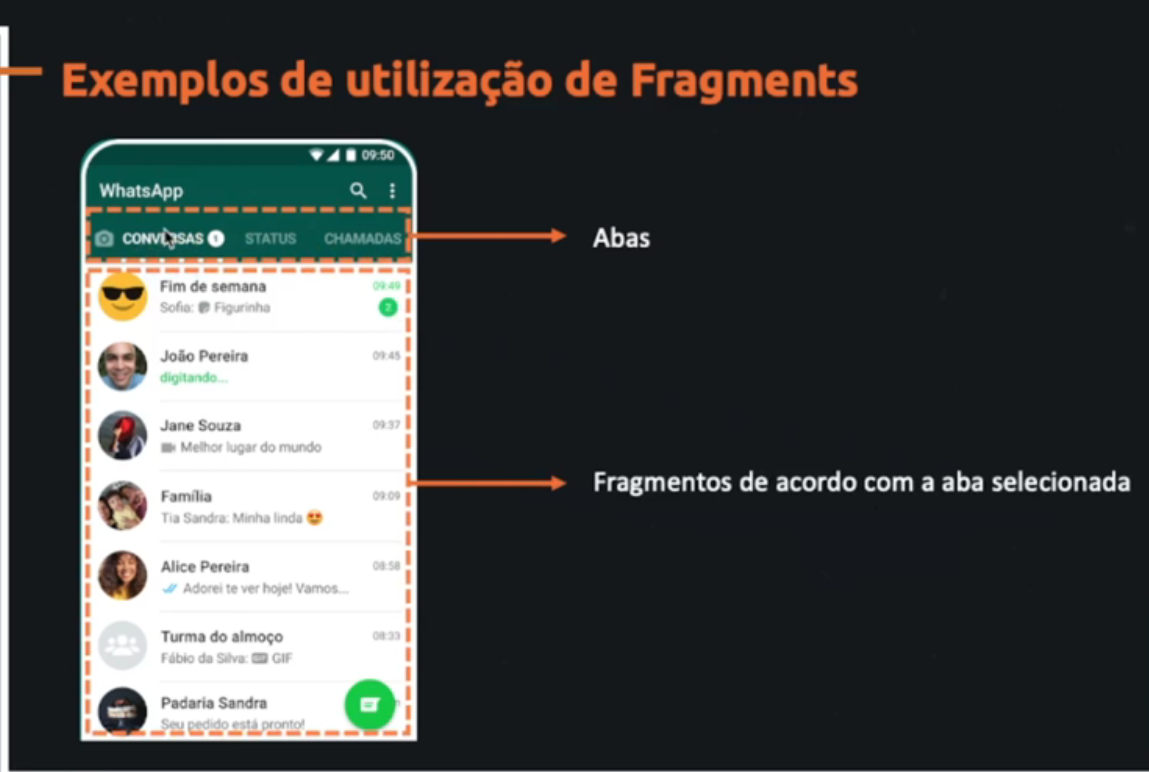 Exemplos de utilização de Fragments
09:50
WhatsApp
CONVERSAS 1 STATUS CHAMADAS
Abas
Fim de semana 09:49
Sofia: Figurinha 2
João Pereira 09:45
digitando...
Jane Souza 09:37
Melhor lugar do mundo
Fragmentos de acordo com a aba selecionada
Família 09:09
Tia Sandra: Minha linda 😍
Alice Pereira 08:58
Adorei te ver hoje! Vamos...
Turma do almoço 08:33
Fábio da Silva: GIF
Padaria Sandra
Seu pedido está pronto!